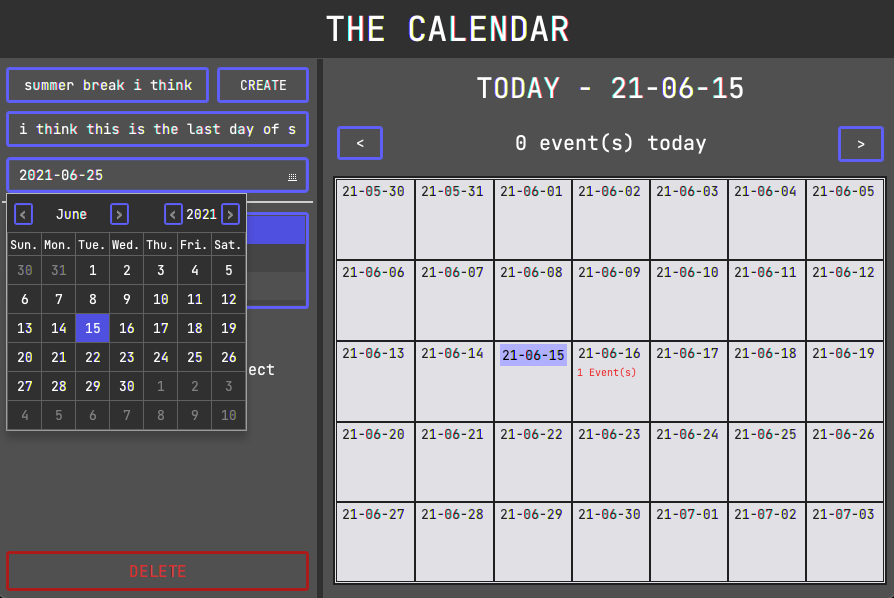 THE CALENDAR
summer break i think
CREATE
i think this is the last day of s
2021-06-25
< June > < 2021 >
Sun. Mon. Tue. Wed. Thu. Fri. Sat.
30 31 1 2 3 4 5
6 7 8 9 10 11 12
13 14 15 16 17 18 19
20 21 22 23 24 25 26
27 28 29 30 1 2 3
4 5 6 7 8 9 10
ect
DELETE
TODAY - 21-06-15
< 0 event(s) today >
21-05-30 21-05-31 21-06-01 21-06-02 21-06-03 21-06-04 21-06-05
21-06-06 21-06-07 21-06-08 21-06-09 21-06-10 21-06-11 21-06-12
21-06-13 21-06-14 21-06-15 21-06-16 21-06-17 21-06-18 21-06-19
1 Event(s)
21-06-20 21-06-21 21-06-22 21-06-23 21-06-24 21-06-25 21-06-26
21-06-27 21-06-28 21-06-29 21-06-30 21-07-01 21-07-02 21-07-03